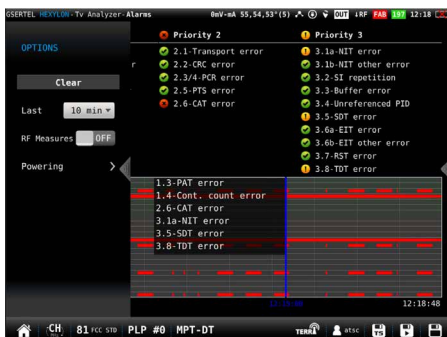 GSERTEL HEXYLON-Tv Analyzer-Alarms 0mV-mA 55,54,53°(5) OUT ↓RF FAB 197 12:18
OPTIONS
Clear
Last 10 min
RF Measures OFF
Powering >
Priority 2
2.1-Transport error
2.2-CRC error
2.3/4-PCR error
2.5-PTS error
2.6-CAT error
r
Priority 3
3.1a-NIT error
3.1b-NIT other error
3.2-SI repetition
3.3-Buffer error
3.4-Unreferenced PID
3.5-SDT error
3.6a-EIT error
3.6b-EIT other error
3.7-RST error
3.8-TDT error
1.3-PAT error
1.4-Cont. count error
2.6-CAT error
3.1a-NIT error
3.5-SDT error
3.8-TDT error
12:18:48
CH 81 FCC STD PLP #0 MPT-DT TERRA atsc TS